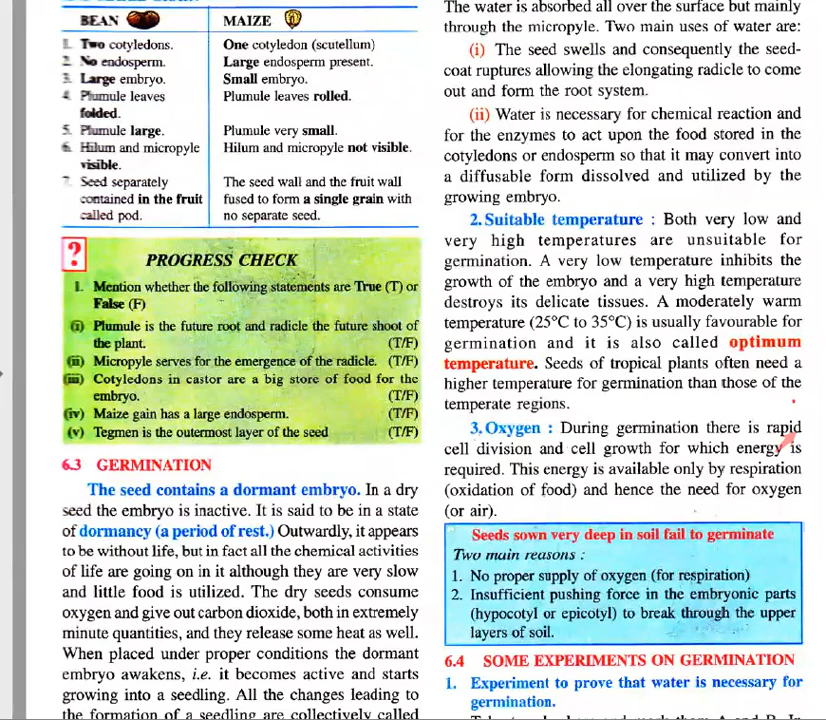 BEAN MAIZE
1. Two cotyledons. One cotyledon (scutellum)
2. No endosperm. Large endosperm present.
3. Large embryo. Small embryo.
4. Plumule leaves Plumule leaves rolled.
folded.
5. Plumule large. Plumule very small.
6. Hilum and micropyle Hilum and micropyle not visible.
visible.
7. Seed separately The seed wall and the fruit wall
contained in the fruit fused to form a single grain with
called pod. no separate seed.
?
PROGRESS CHECK
1. Mention whether the following statements are True (T) or
False (F)
(i) Plumule is the future root and radicle the future shoot of
the plant. (T/F)
(ii) Micropyle serves for the emergence of the radicle. (T/F)
(iii) Cotyledons in castor are a big store of food for the
embryo. (T/F)
(iv) Maize gain has a large endosperm. (T/F)
(v) Tegmen is the outermost layer of the seed (T/F)
6.3 GERMINATION
The seed contains a dormant embryo. In a dry
seed the embryo is inactive. It is said to be in a state
of dormancy (a period of rest.) Outwardly, it appears
to be without life, but in fact all the chemical activities
of life are going on in it although they are very slow
and little food is utilized. The dry seeds consume
oxygen and give out carbon dioxide, both in extremely
minute quantities, and they release some heat as well.
When placed under proper conditions the dormant
embryo awakens, i.e. it becomes active and starts
growing into a seedling. All the changes leading to
the formation of a seedling are collectively called
The water is absorbed all over the surface but mainly
through the micropyle. Two main uses of water are:
(i) The seed swells and consequently the seed-
coat ruptures allowing the elongating radicle to come
out and form the root system.
(ii) Water is necessary for chemical reaction and
for the enzymes to act upon the food stored in the
cotyledons or endosperm so that it may convert into
a diffusable form dissolved and utilized by the
growing embryo.
2. Suitable temperature : Both very low and
very high temperatures are unsuitable for
germination. A very low temperature inhibits the
growth of the embryo and a very high temperature
destroys its delicate tissues. A moderately warm
temperature (25°C to 35°C) is usually favourable for
germination and it is also called optimum
temperature. Seeds of tropical plants often need a
higher temperature for germination than those of the
temperate regions.
3. Oxygen : During germination there is rapid
cell division and cell growth for which energy is
required. This energy is available only by respiration
(oxidation of food) and hence the need for oxygen
(or air).
Seeds sown very deep in soil fail to germinate
Two main reasons :
1. No proper supply of oxygen (for respiration)
2. Insufficient pushing force in the embryonic parts
(hypocotyl or epicotyl) to break through the upper
layers of soil.
6.4 SOME EXPERIMENTS ON GERMINATION
1. Experiment to prove that water is necessary for
germination.